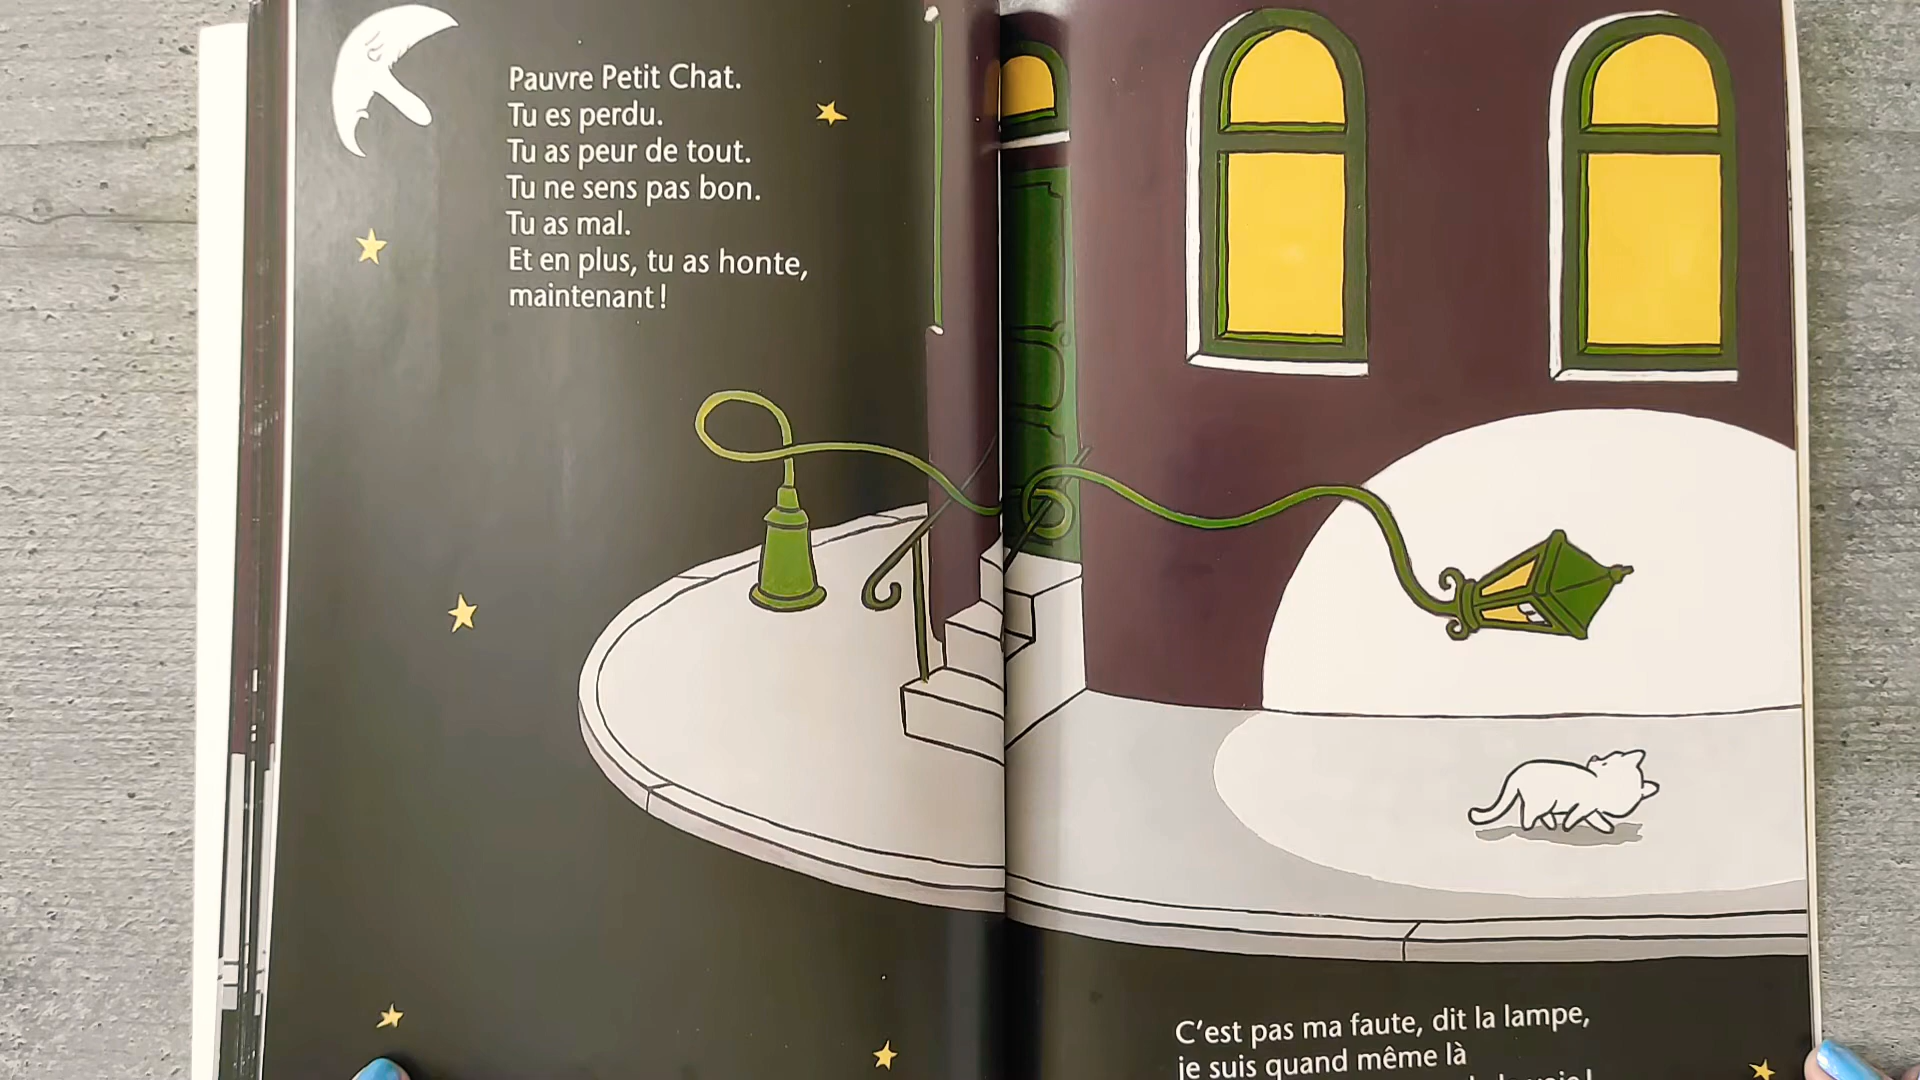 Pauvre Petit Chat.
Tu es perdu.
Tu as peur de tout.
Tu ne sens pas bon.
Tu as mal.
Et en plus, tu as honte,
maintenant !
C'est pas ma faute, dit la lampe,
je suis quand même là